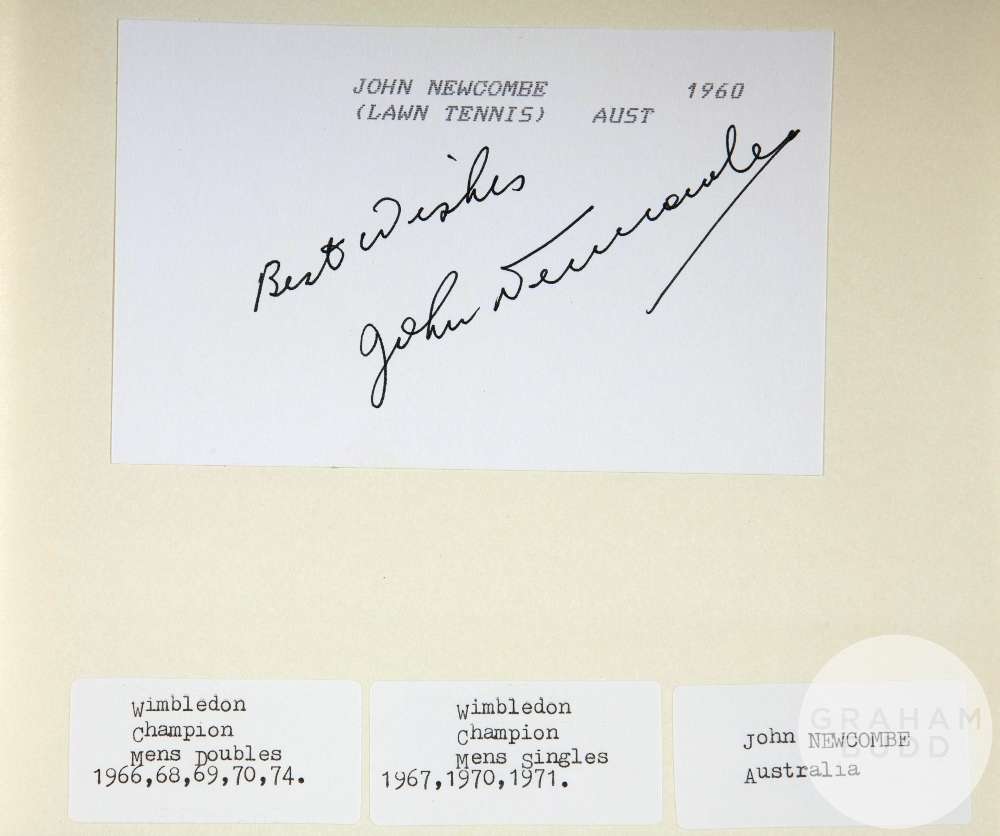 JOHN NEWCOMBE 1960
(LAWN TENNIS) AUST
Best Wishes
John Newcombe
Wimbledon
Champion
Mens Doubles
1966,68,69,70,74.
Wimbledon
Champion
Mens Singles
1967,1970,1971.
John NEWCOMBE
Australia
GRAHAM
BUDD